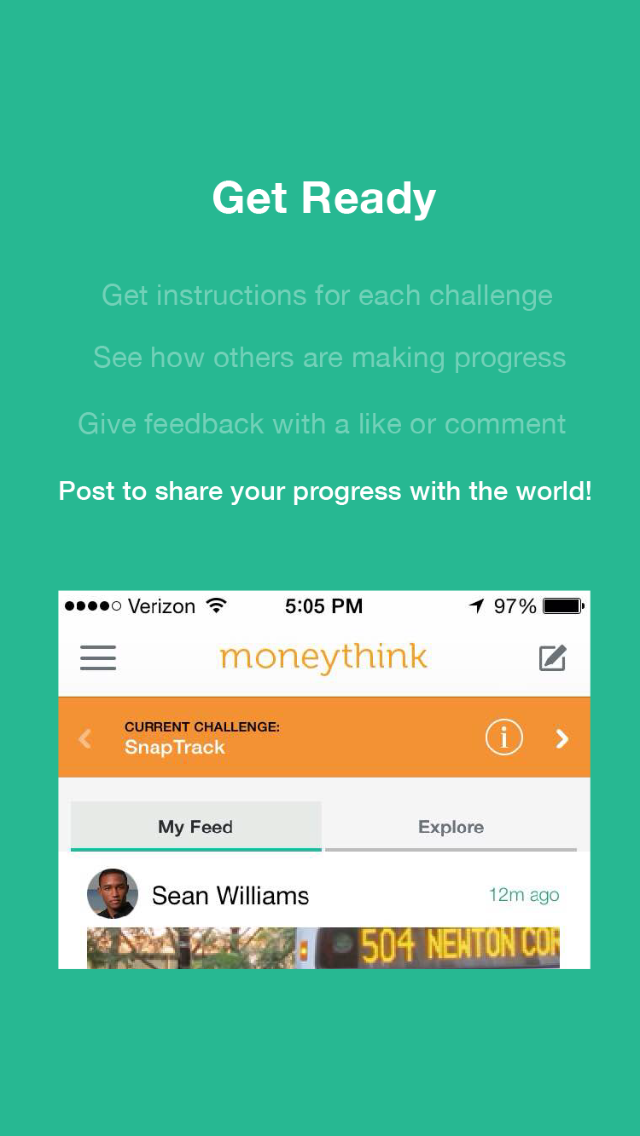 Get Ready
Get instructions for each challenge
See how others are making progress
Give feedback with a like or comment
Post to share your progress with the world!
Verizon 5:05 PM 97%
moneythink
CURRENT CHALLENGE:
SnapTrack
My Feed Explore
Sean Williams 12m ago
504 NEWTON COR